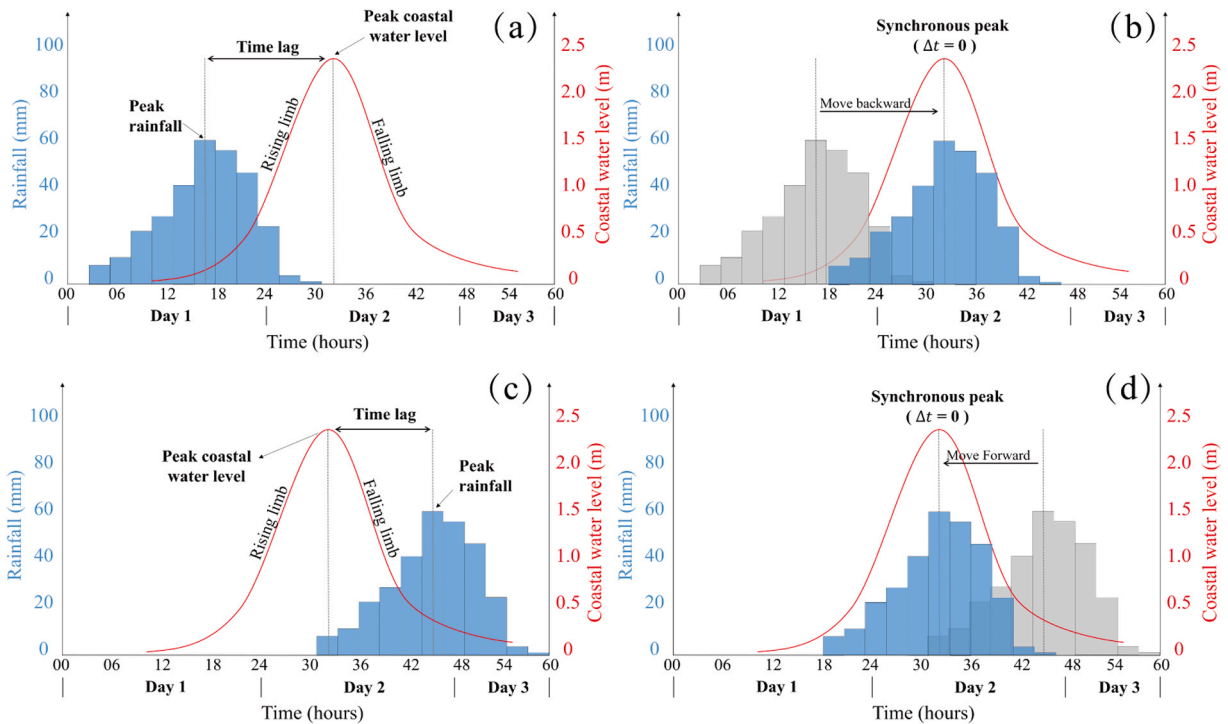 (a)
Peak coastal
water level
Time lag
Peak
rainfall
Rising limb
Falling limb
Rainfall (mm)
100
80
60
40
20
0
Coastal water level (m)
2.5
2.0
1.5
1.0
0.5
0
00 06 12 18 24 30 36 42 48 54 60
Day 1 Day 2 Day 3
Time (hours)
(b)
Synchronous peak
( Δt = 0 )
Move backward
Rainfall (mm)
100
80
60
40
20
0
Coastal water level (m)
2.5
2.0
1.5
1.0
0.5
0
00 06 12 18 24 30 36 42 48 54 60
Day 1 Day 2 Day 3
Time (hours)
(c)
Time lag
Peak coastal
water level
Peak
rainfall
Rising limb
Falling limb
Rainfall (mm)
100
80
60
40
20
0
Coastal water level (m)
2.5
2.0
1.5
1.0
0.5
0
00 06 12 18 24 30 36 42 48 54 60
Day 1 Day 2 Day 3
Time (hours)
(d)
Synchronous peak
( Δt = 0 )
Move Forward
Rainfall (mm)
100
80
60
40
20
0
Coastal water level (m)
2.5
2.0
1.5
1.0
0.5
0
00 06 12 18 24 30 36 42 48 54 60
Day 1 Day 2 Day 3
Time (hours)